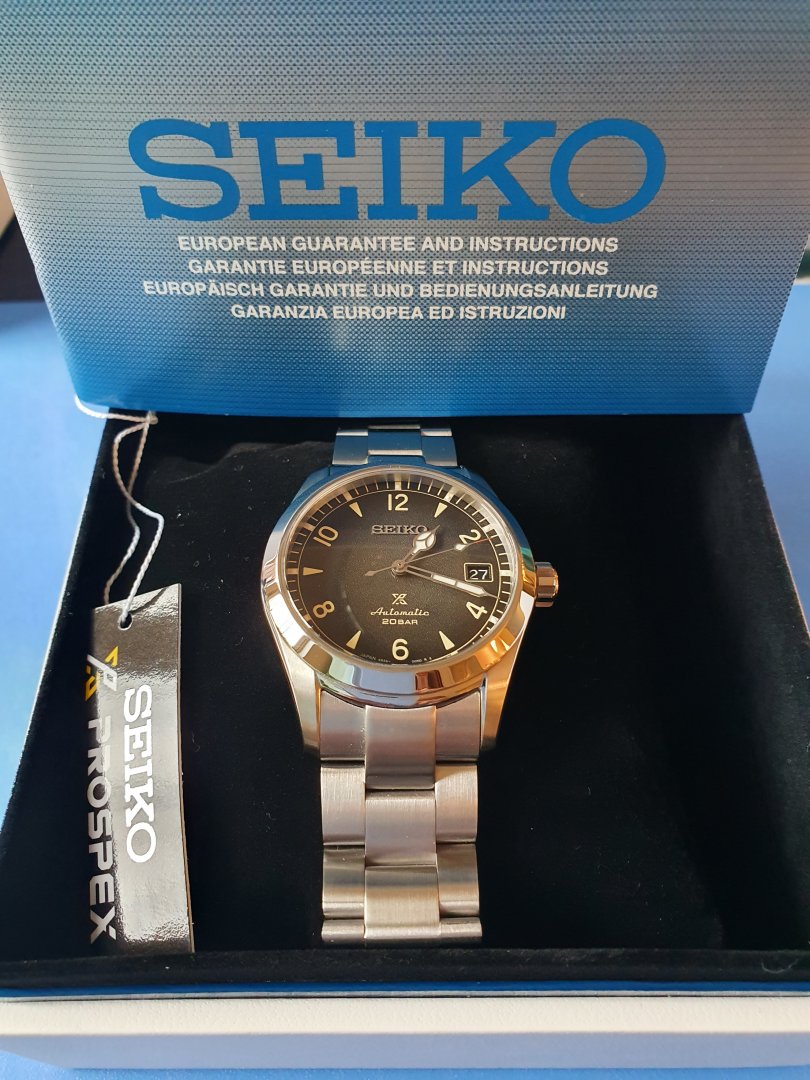 SEIKO
EUROPEAN GUARANTEE AND INSTRUCTIONS
GARANTIE EUROPÉENNE ET INSTRUCTIONS
EUROPÄISCH GARANTIE UND BEDIENUNGSANLEITUNG
GARANZIA EUROPEA ED ISTRUZIONI
12
SEIKO
10
2
27
8
4
Automatic
20BAR
6
SEIKO
PROSPEX